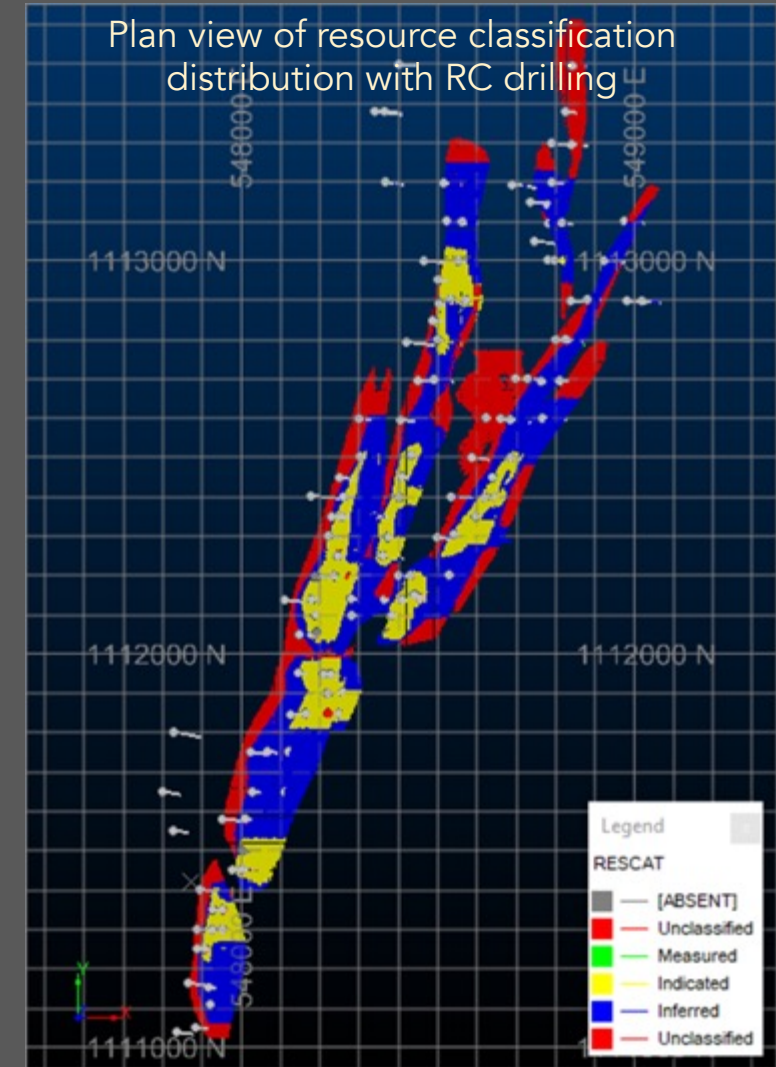 Plan view of resource classification
distribution with RC drilling
548000 E
549000 E
1113000 N
1113000 N
1112000 N
1112000 N
548000 E
1111000 N
Y
X
Legend
RESCAT
[ABSENT]
Unclassified
Measured
Indicated
Inferred
Unclassified